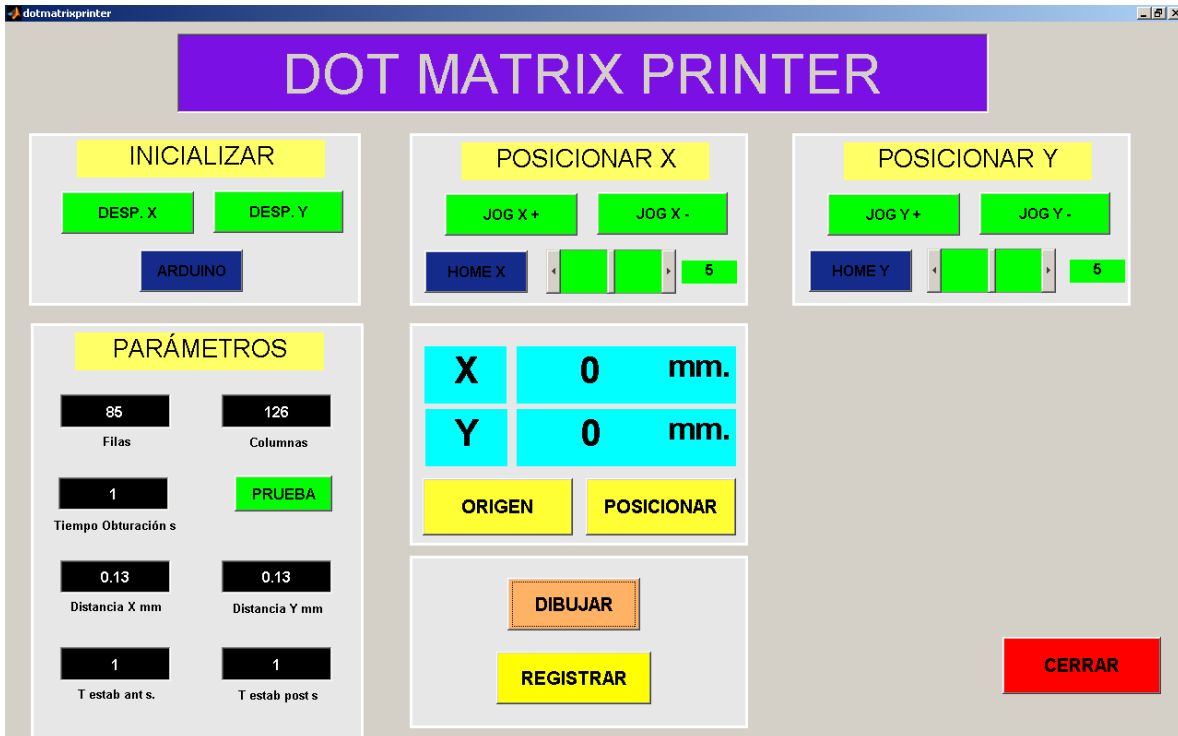 dotmatrixprinter
DOT MATRIX PRINTER
INICIALIZAR
DESP. X
DESP. Y
ARDUINO
POSICIONAR X
JOG X +
JOG X -
HOME X
5
POSICIONAR Y
JOG Y +
JOG Y -
HOME Y
5
PARÁMETROS
85
126
Filas
Columnas
1
PRUEBA
Tiempo Obturación s
0.13
0.13
Distancia X mm
Distancia Y mm
1
1
T estab ant s.
T estab post s
X 0 mm.
Y 0 mm.
ORIGEN
POSICIONAR
DIBUJAR
REGISTRAR
CERRAR